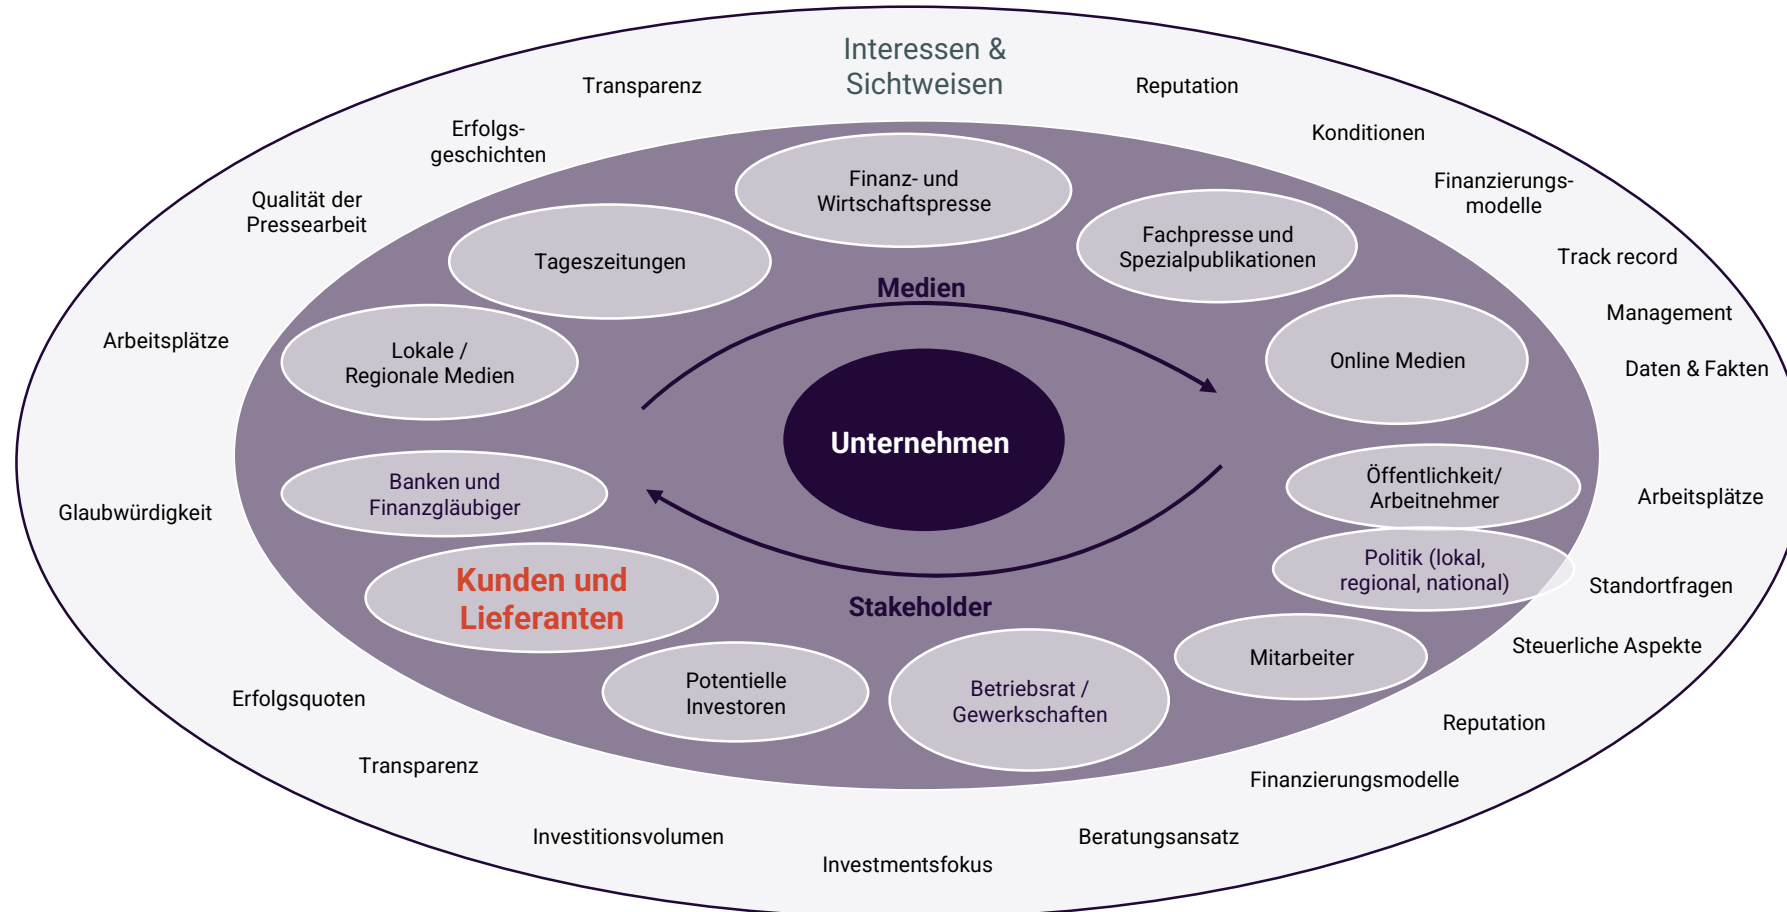 Interessen &
Sichtweisen
Transparenz
Reputation
Erfolgs-
geschichten
Konditionen
Qualität der
Pressearbeit
Finanzierungs-
modelle
Track record
Management
Arbeitsplätze
Daten & Fakten
Glaubwürdigkeit
Arbeitsplätze
Standortfragen
Steuerliche Aspekte
Erfolgsquoten
Reputation
Transparenz
Finanzierungsmodelle
Investitionsvolumen
Beratungsansatz
Investmentsfokus
Finanz- und
Wirtschaftspresse
Tageszeitungen
Fachpresse und
Spezialpublikationen
Medien
Lokale /
Regionale Medien
Online Medien
Unternehmen
Banken und
Finanzgläubiger
Öffentlichkeit/
Arbeitnehmer
Kunden und
Lieferanten
Politik (lokal,
regional, national)
Stakeholder
Potentielle
Investoren
Betriebsrat /
Gewerkschaften
Mitarbeiter